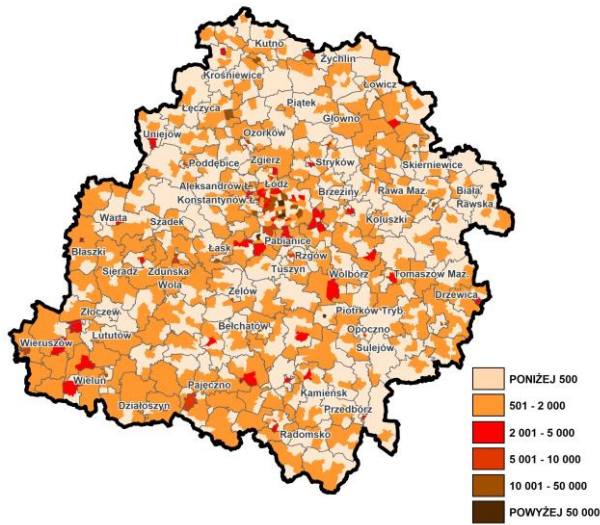 Kutno
Żychlin
Krośniewice
Łowicz
Piątek
Łęczyca
Głowno
Ozorków
Uniejów
Skierniewice
Poddębice
Zgierz
Stryków
Aleksandrów Ł.
Łódź
Brzeziny
Rawa Maz.
Biała
Rawska
Konstantynów Ł.
Warta
Szadek
Koluszki
Pabianice
Błaszki
Łask
Rzgów
Sieradz
Zduńska
Wola
Tuszyn
Wolbórz
Tomaszów Maz.
Zelów
Drzewica
Złoczew
Piotrków Tryb
Lututów
Bełchatów
Opoczno
Wieruszów
Sulejów
Wieluń
Pajęczno
Kamieńsk
Działoszyn
Przedbórz
Radomsko
PONIŻEJ 500
501 - 2 000
2 001 - 5 000
5 001 - 10 000
10 001 - 50 000
POWYŻEJ 50 000